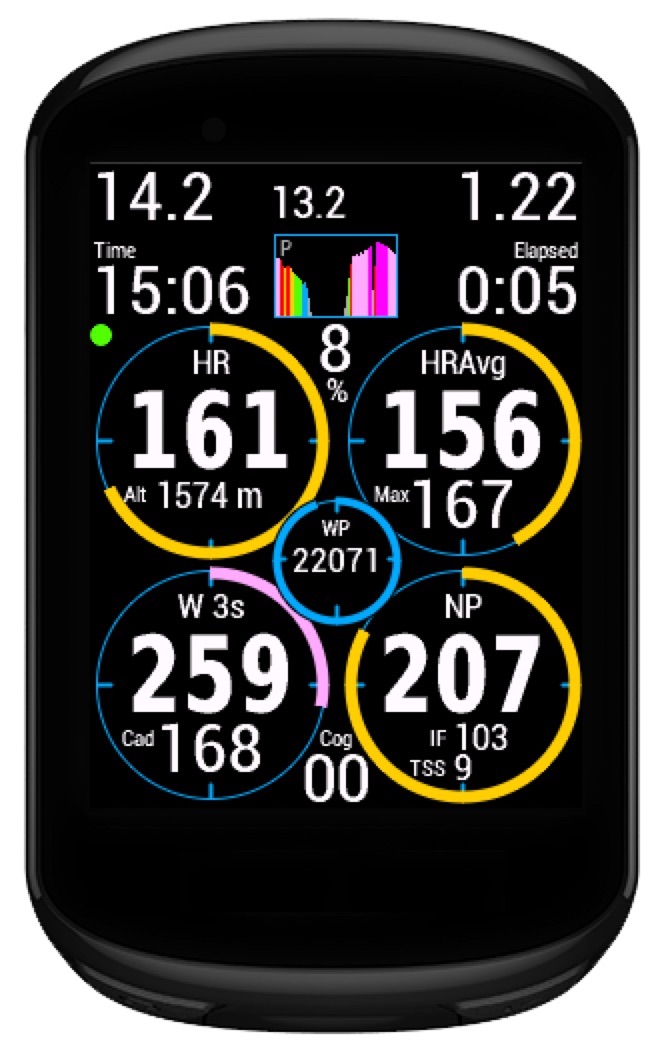 14.2 13.2 1.22
Time P Elapsed
15:06 0:05
8
%
HR HRAvg
161 156
Alt 1574 m Max 167
WP
22071
W 3s NP
259 207
Cad 168 Cog IF 103
00 TSS 9